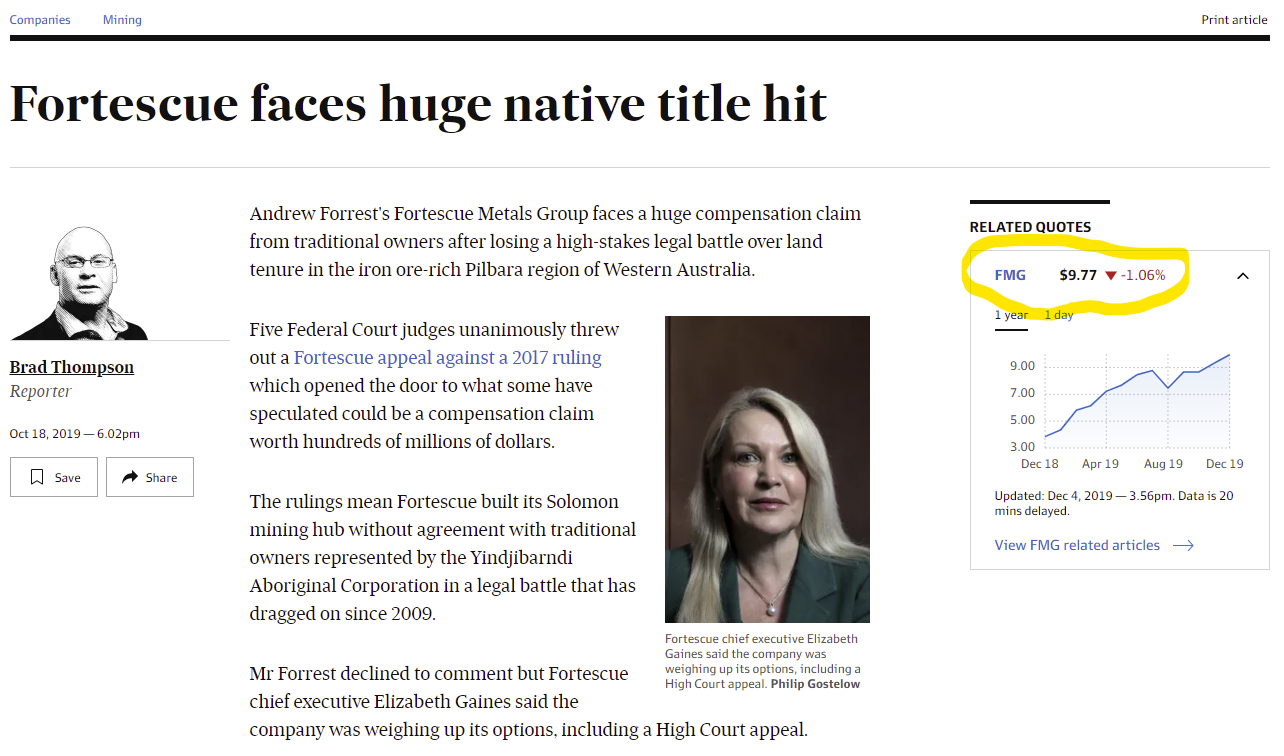 Companies Mining Print article
Fortescue faces huge native title hit
Brad Thompson
Reporter
Oct 18, 2019 — 6.02pm
Save Share
Andrew Forrest's Fortescue Metals Group faces a huge compensation claim
from traditional owners after losing a high-stakes legal battle over land
tenure in the iron ore-rich Pilbara region of Western Australia.
Five Federal Court judges unanimously threw
out a Fortescue appeal against a 2017 ruling
which opened the door to what some have
speculated could be a compensation claim
worth hundreds of millions of dollars.
The rulings mean Fortescue built its Solomon
mining hub without agreement with traditional
owners represented by the Yindjibarndi
Aboriginal Corporation in a legal battle that has
dragged on since 2009.
Mr Forrest declined to comment but Fortescue
chief executive Elizabeth Gaines said the
company was weighing up its options, including a High Court appeal.
Fortescue chief executive Elizabeth
Gaines said the company was
weighing up its options, including a
High Court appeal. Philip Gostelow
RELATED QUOTES
FMG $9.77 ▼ -1.06%
1 year 1 day
9.00
7.00
5.00
3.00
Dec 18 Apr 19 Aug 19 Dec 19
Updated: Dec 4, 2019 — 3.56pm. Data is 20
mins delayed.
View FMG related articles